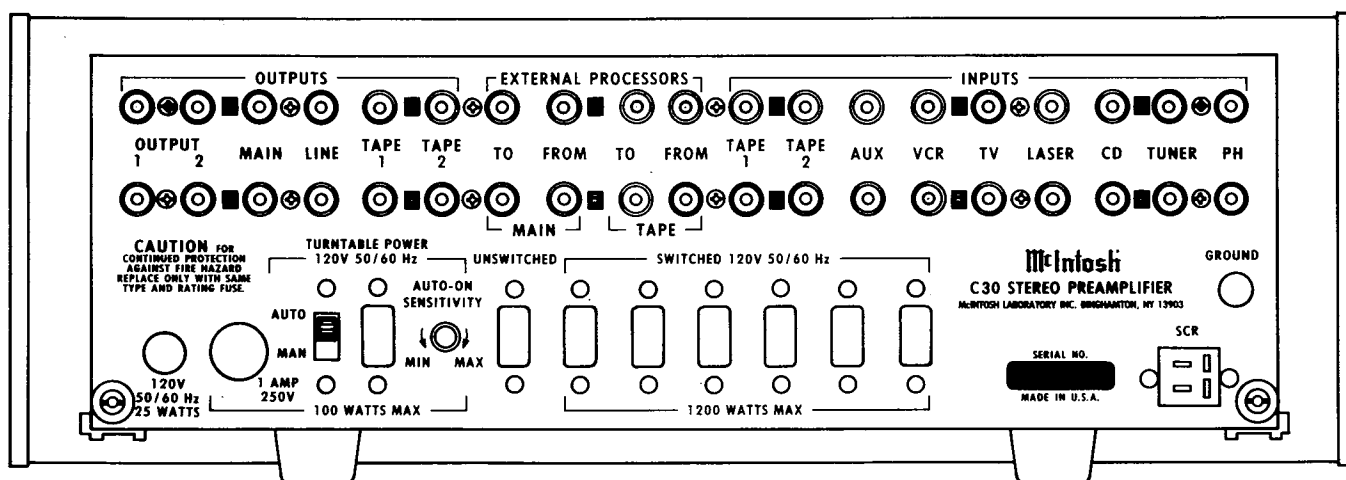 OUTPUTS EXTERNAL PROCESSORS INPUTS
OUTPUT MAIN LINE TAPE TAPE TO FROM TO FROM TAPE TAPE AUX VCR TV LASER CD TUNER PH
1 2 1 2 1 2
MAIN TAPE
CAUTION FOR
CONTINUED PROTECTION
AGAINST FIRE HAZARD
REPLACE ONLY WITH SAME
TYPE AND RATING FUSE.
TURNTABLE POWER
120V 50/60 Hz
UNSWITCHED
SWITCHED 120V 50/60 Hz
AUTO-ON
SENSITIVITY
AUTO
MAN
MIN MAX
120V
50/60 Hz
25 WATTS
1 AMP
250V
100 WATTS MAX
1200 WATTS MAX
McIntosh
C30 STEREO PREAMPLIFIER
McINTOSH LABORATORY INC. BINGHAMTON, NY 13903
GROUND
SERIAL NO.
MADE IN U.S.A.
SCR